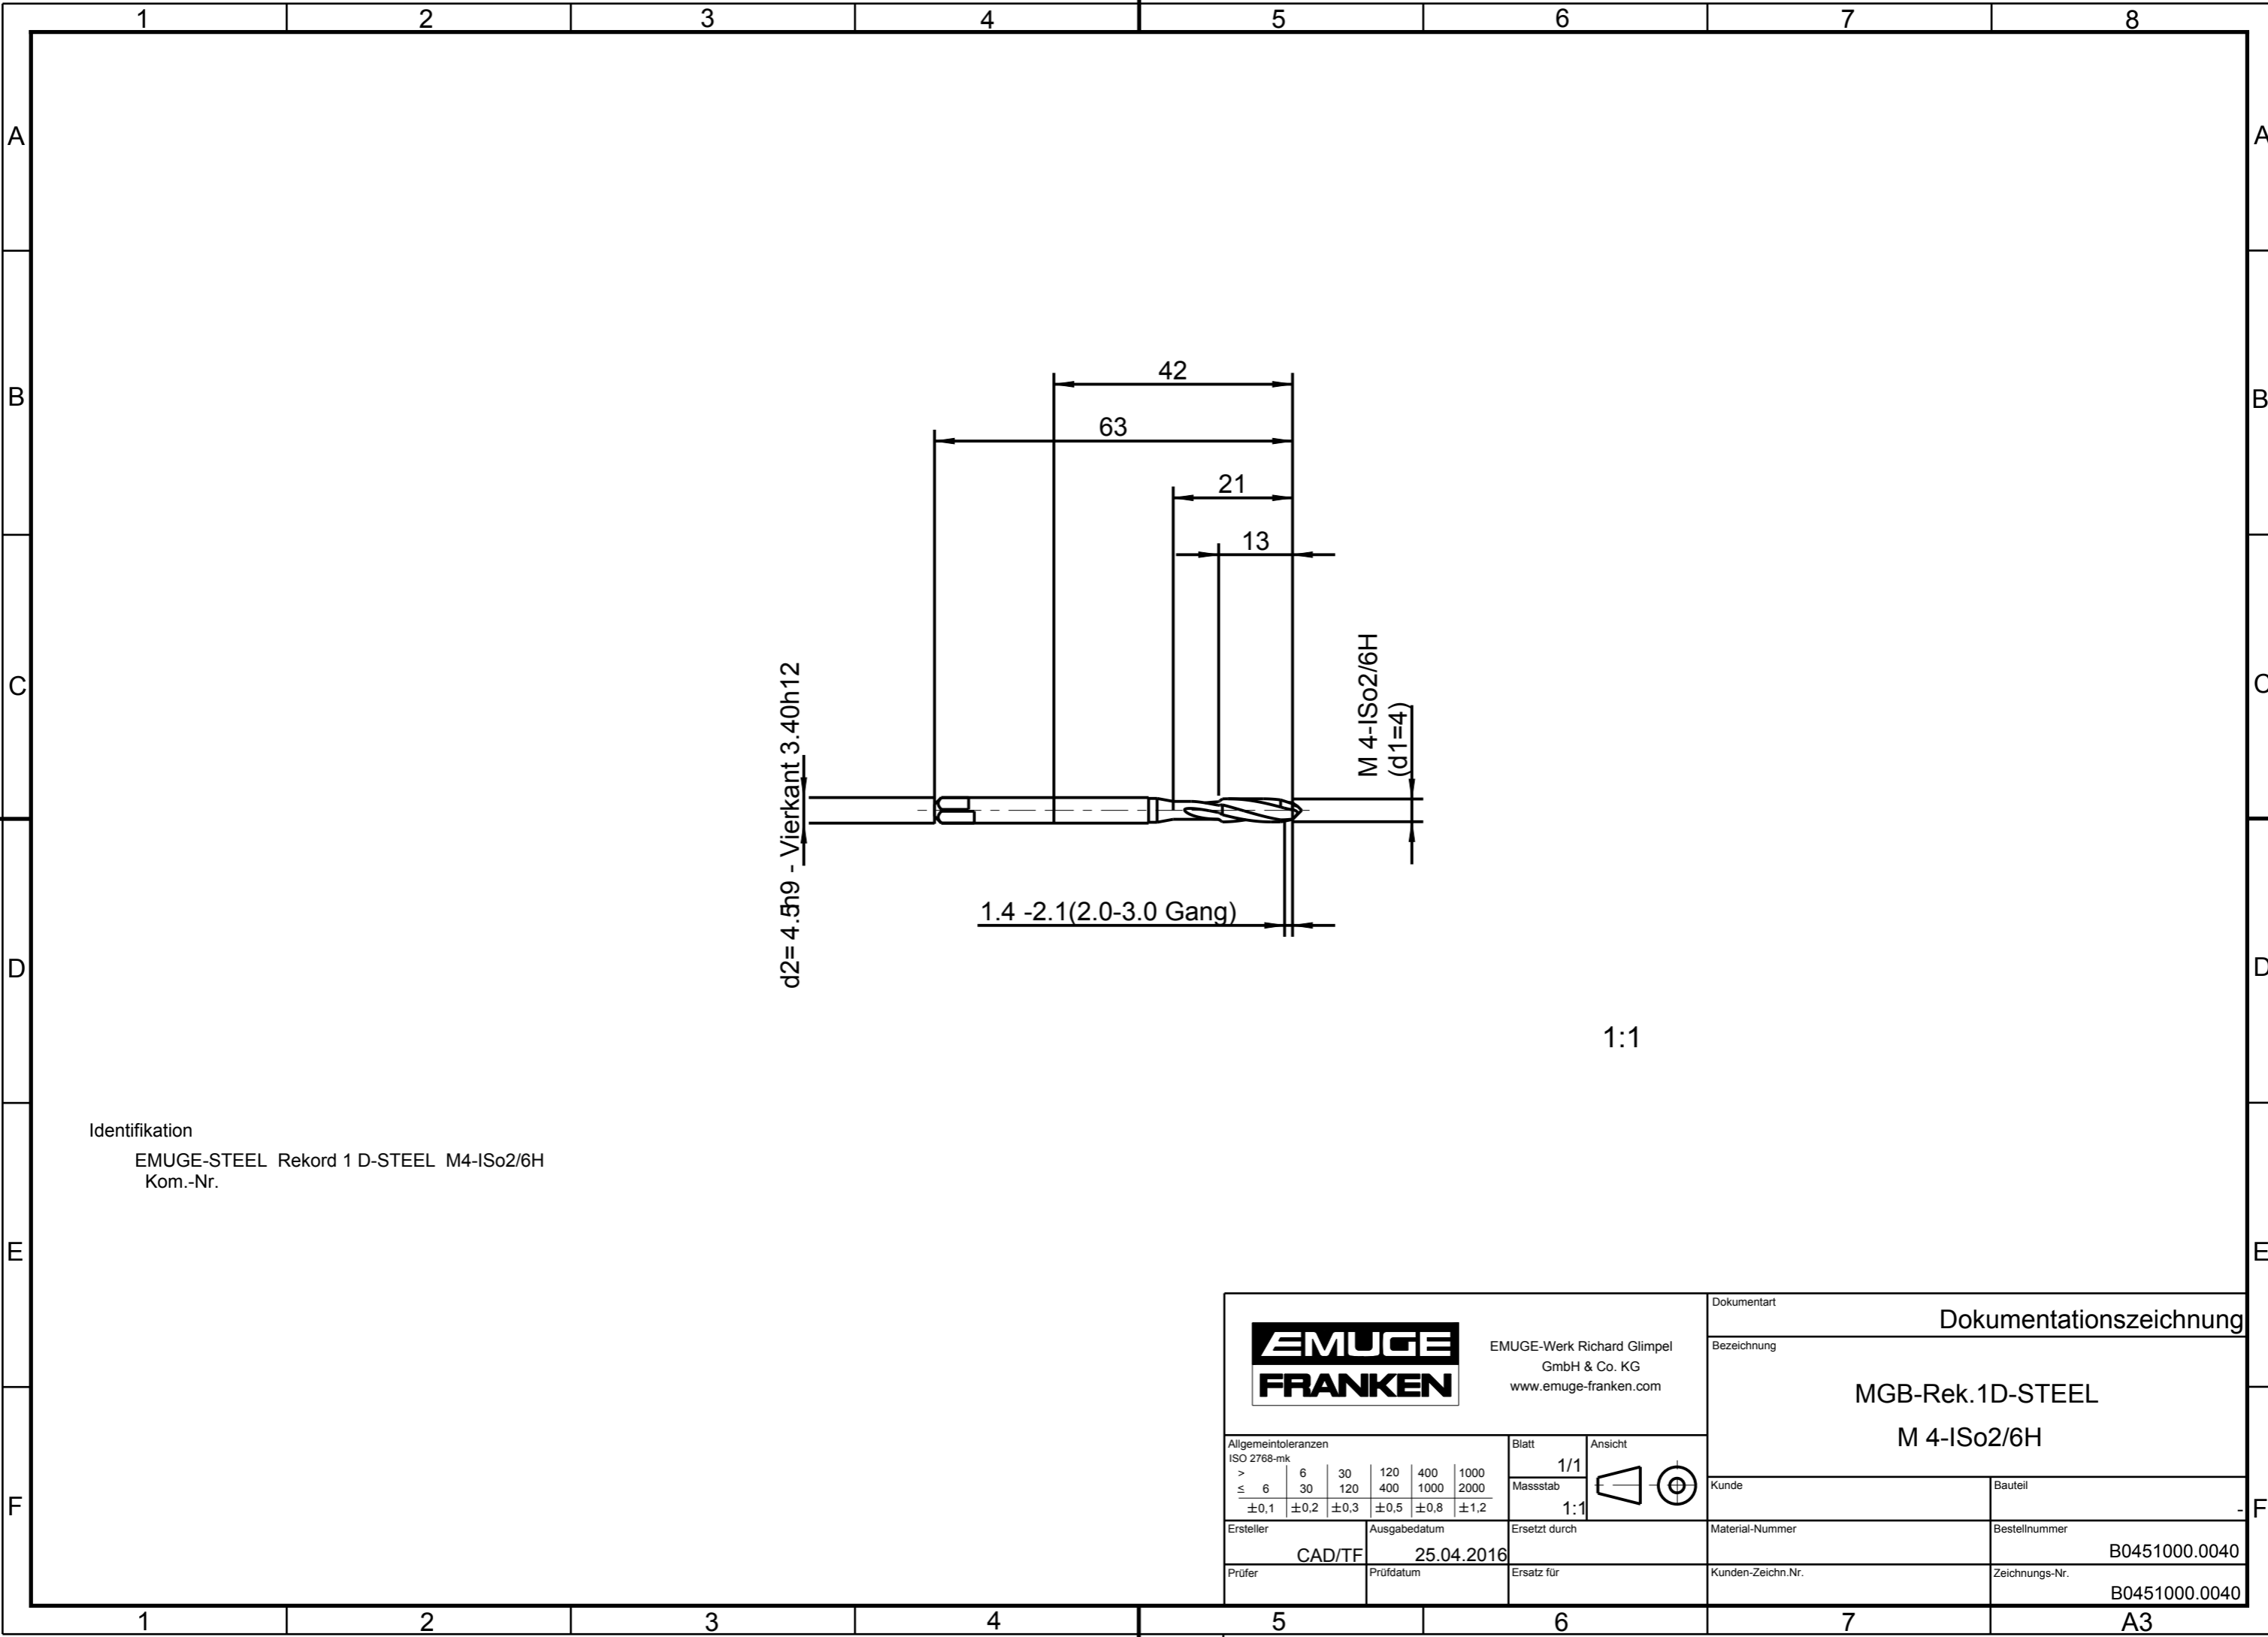 1 2 3 4 5 6 7 8
A A
B B
C C
D D
E E
F F
42
63
21
13
M 4-ISo2/6H
(d1=4)
d2= 4.5h9 - Vierkant 3.40h12
1.4 -2.1(2.0-3.0 Gang)
1:1
Identifikation
EMUGE-STEEL Rekord 1 D-STEEL M4-ISo2/6H
Kom.-Nr.
EMUGE
FRANKEN
EMUGE-Werk Richard Glimpel
GmbH & Co. KG
www.emuge-franken.com
Dokumentart
Dokumentationszeichnung
Bezeichnung
MGB-Rek.1D-STEEL
M 4-ISo2/6H
Allgemeintoleranzen
ISO 2768-mk
> 6 30 120 400 1000
≤ 6 30 120 400 1000 2000
±0,1 ±0,2 ±0,3 ±0,5 ±0,8 ±1,2
Blatt
1/1
Ansicht
Massstab
1:1
Kunde
Bauteil
-
Ersteller
CAD/TF
Ausgabedatum
25.04.2016
Ersetzt durch
Material-Nummer
Bestellnummer
B0451000.0040
Prüfer
Prüfdatum
Ersatz für
Kunden-Zeichn.Nr.
Zeichnungs-Nr.
B0451000.0040
1 2 3 4 5 6 7 A3